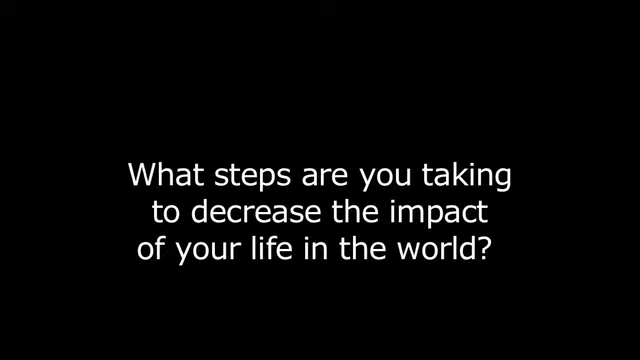 What steps are you taking
to decrease the impact
of your life in the world?